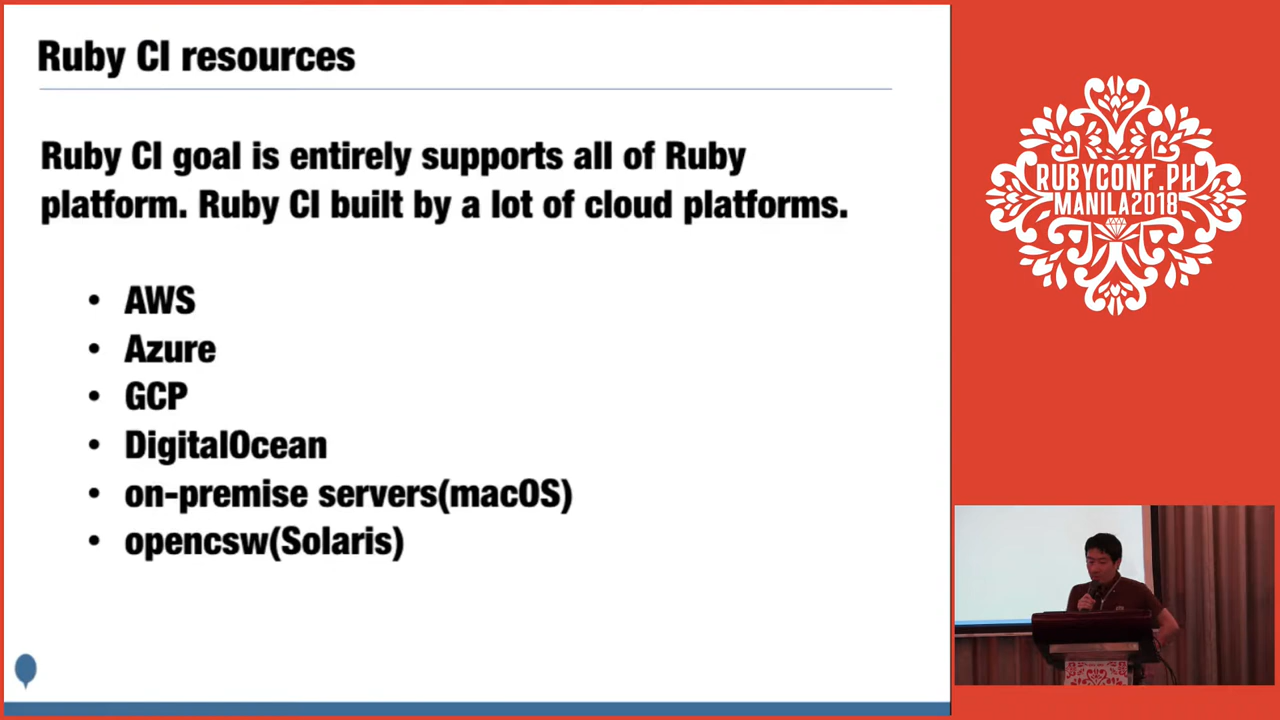 Ruby CI resources
Ruby CI goal is entirely supports all of Ruby
platform. Ruby CI built by a lot of cloud platforms.
• AWS
• Azure
• GCP
• DigitalOcean
• on-premise servers(macOS)
• opencsw(Solaris)
RUBYCONF.PH
MANILA2018